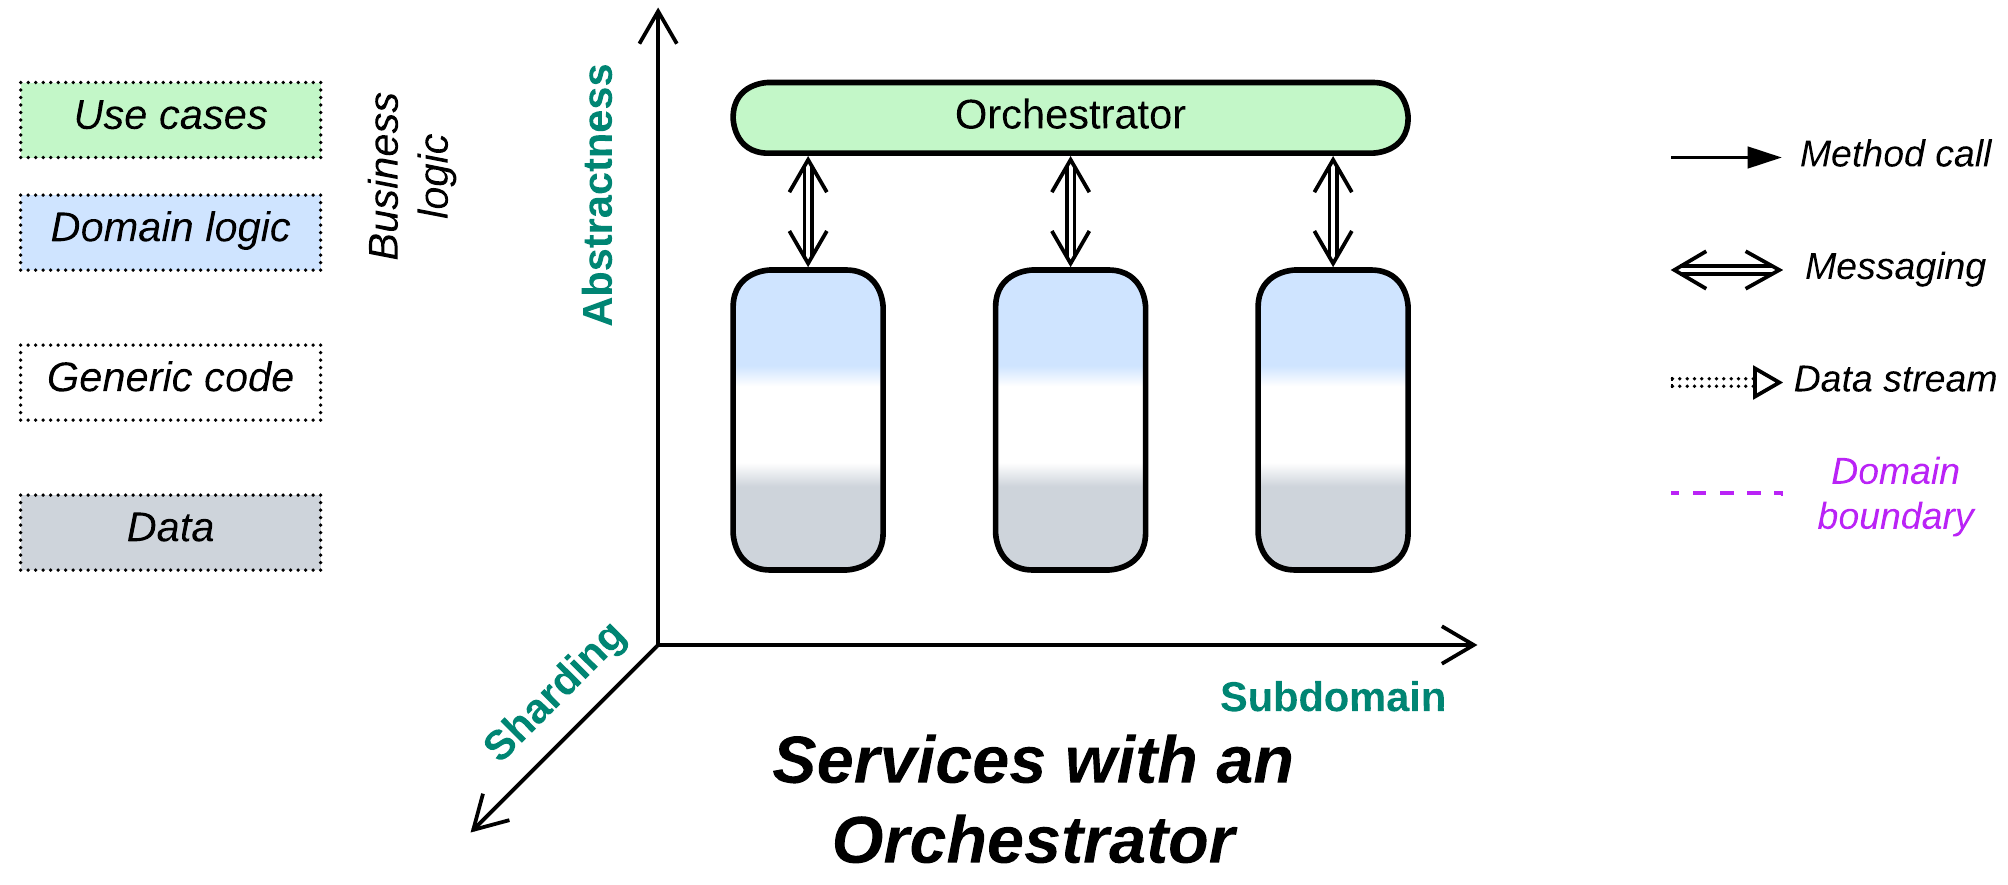 Use cases
Domain logic
Business
logic
Generic code
Data
Abstractness
Sharding
Subdomain
Orchestrator
Services with an
Orchestrator
Method call
Messaging
Data stream
Domain
boundary